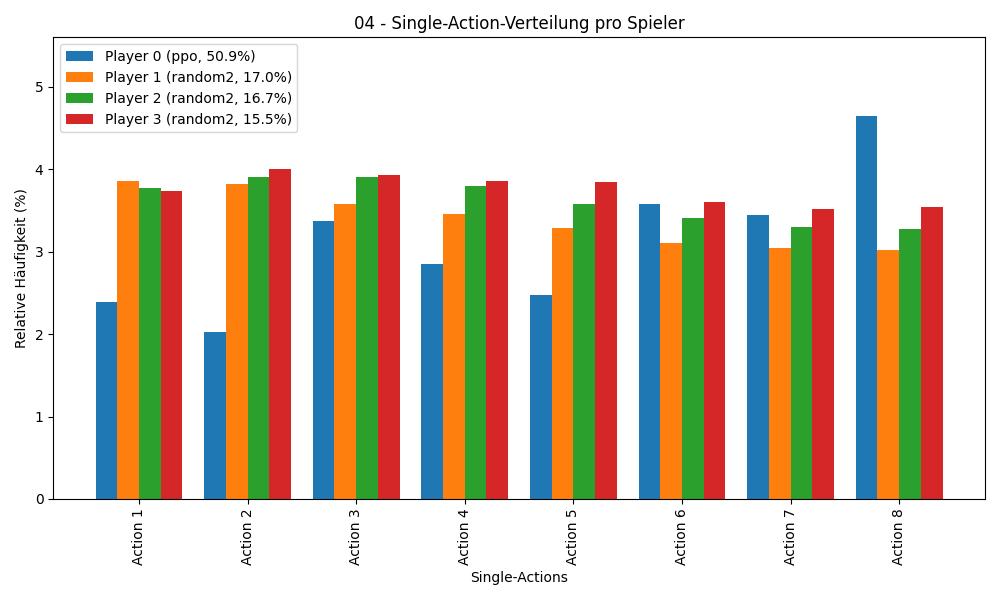 04 - Single-Action-Verteilung pro Spieler
Player 0 (ppo, 50.9%)
Player 1 (random2, 17.0%)
Player 2 (random2, 16.7%)
Player 3 (random2, 15.5%)
Relative Häufigkeit (%)
5
4
3
2
1
0
Action 1
Action 2
Action 3
Action 4
Action 5
Action 6
Action 7
Action 8
Single-Actions